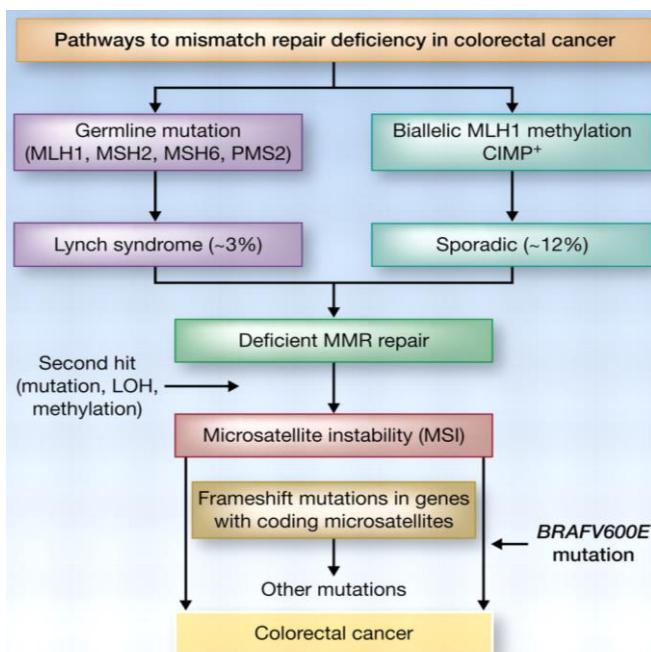 Pathways to mismatch repair deficiency in colorectal cancer
Germline mutation
(MLH1, MSH2, MSH6, PMS2)
Biallelic MLH1 methylation
CIMP⁺
Lynch syndrome (~3%)
Sporadic (~12%)
Deficient MMR repair
Second hit
(mutation, LOH,
methylation)
Microsatellite instability (MSI)
Frameshift mutations in genes
with coding microsatellites
BRAFV600E
mutation
Other mutations
Colorectal cancer